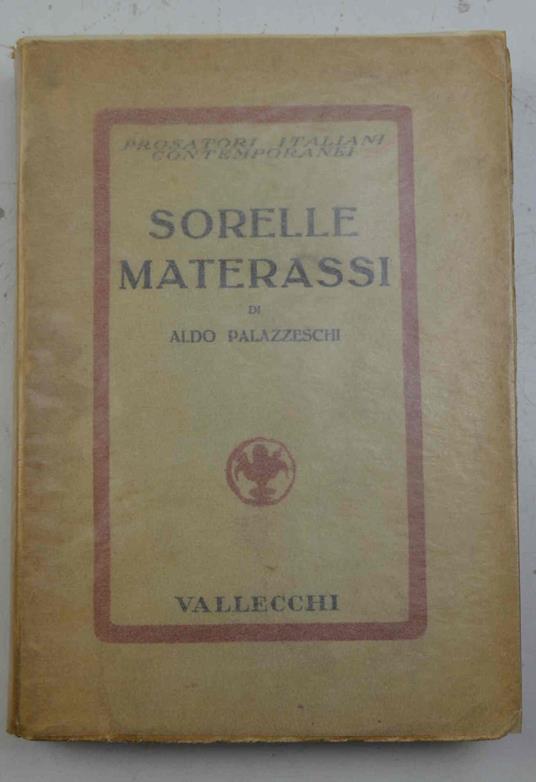 PROSATORI ITALIANI
CONTEMPORANEI
SORELLE
MATERASSI
DI
ALDO PALAZZESCHI
VALLECCHI